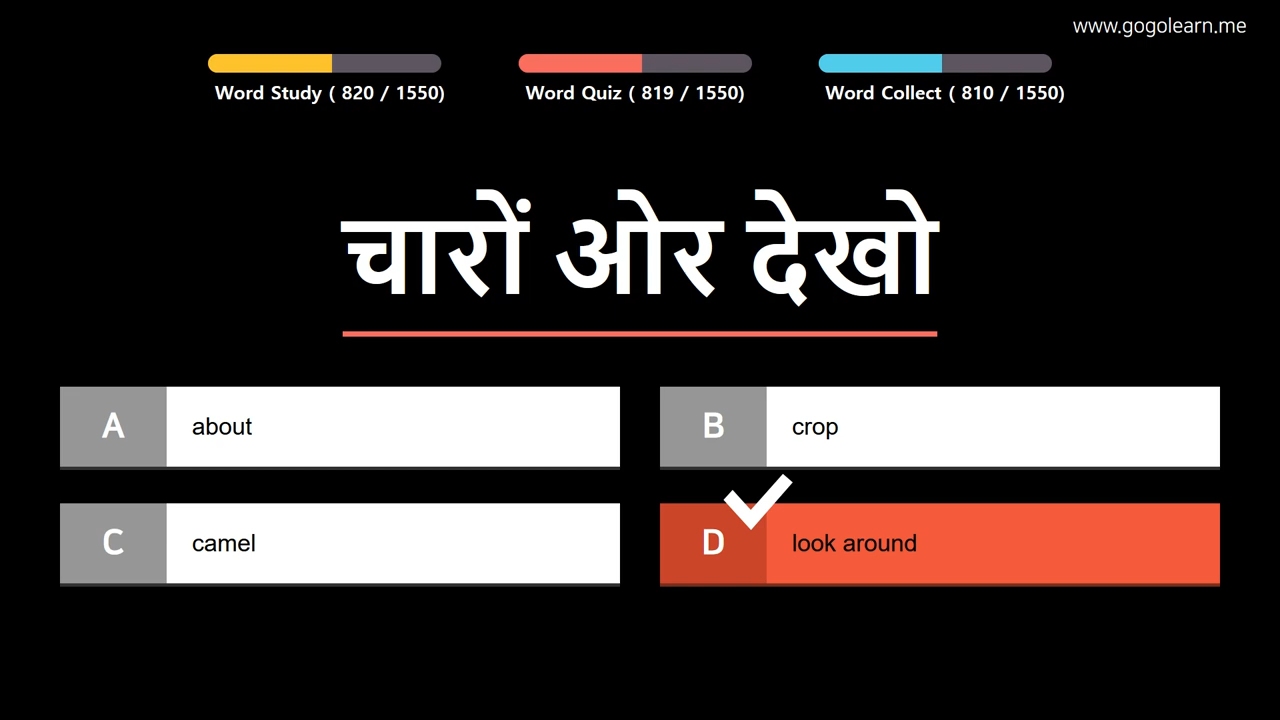 www.gogolearn.me
Word Study ( 820 / 1550)
Word Quiz ( 819 / 1550)
Word Collect ( 810 / 1550)
चारों ओर देखो
A about
B crop
C camel
D look around